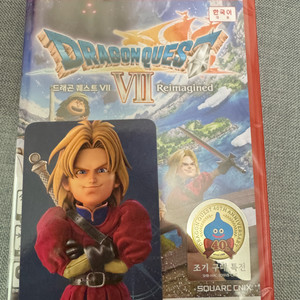 한국어
DRAGON QUEST
드래곤 퀘스트 VII
VII
Reimagined
40
조기 구매 특전
SQUARE ENIX